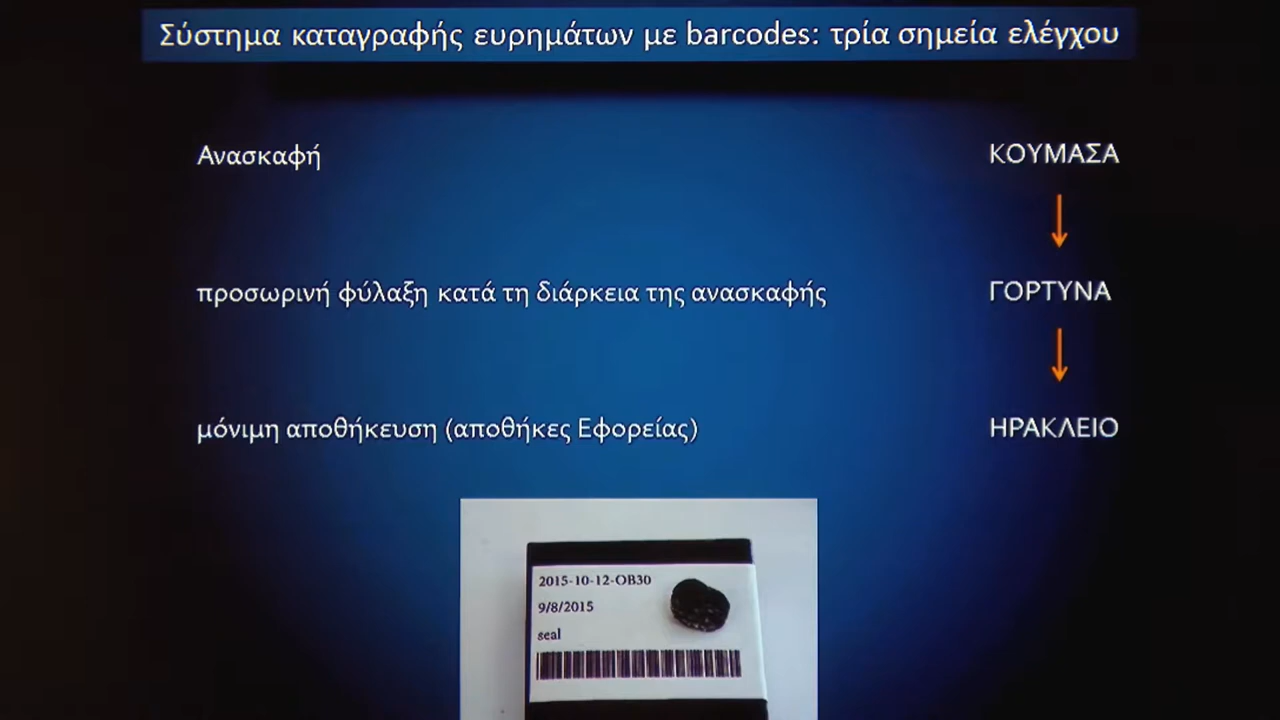 Σύστημα καταγραφής ευρημάτων με barcodes: τρία σημεία ελέγχου
Ανασκαφή ΚΟΥΜΑΣΑ
προσωρινή φύλαξη κατά τη διάρκεια της ανασκαφής ΓΟΡΤΥΝΑ
μόνιμη αποθήκευση (αποθήκες Εφορείας) ΗΡΑΚΛΕΙΟ
2015-10-12-OB30
9/8/2015
seal